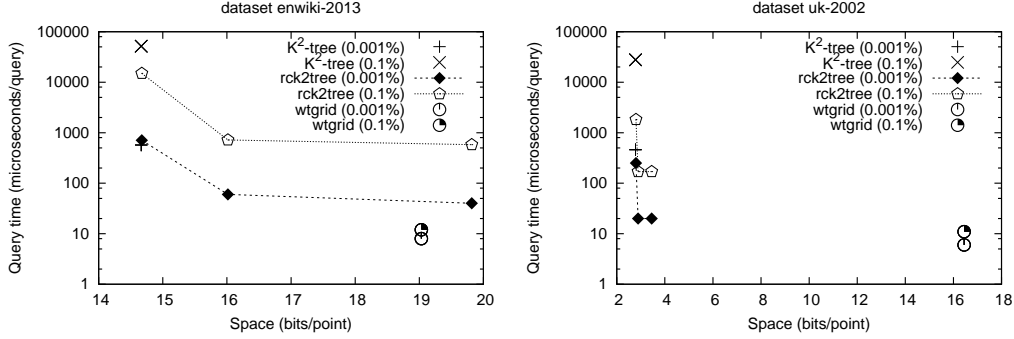 dataset enwiki-2013
100000
10000
1000
100
10
1
Query time (microseconds/query)
K²-tree (0.001%)
K²-tree (0.1%)
rck2tree (0.001%)
rck2tree (0.1%)
wtgrid (0.001%)
wtgrid (0.1%)
14 15 16 17 18 19 20
Space (bits/point)
dataset uk-2002
100000
10000
1000
100
10
1
Query time (microseconds/query)
K²-tree (0.001%)
K²-tree (0.1%)
rck2tree (0.001%)
rck2tree (0.1%)
wtgrid (0.001%)
wtgrid (0.1%)
2 4 6 8 10 12 14 16 18
Space (bits/point)